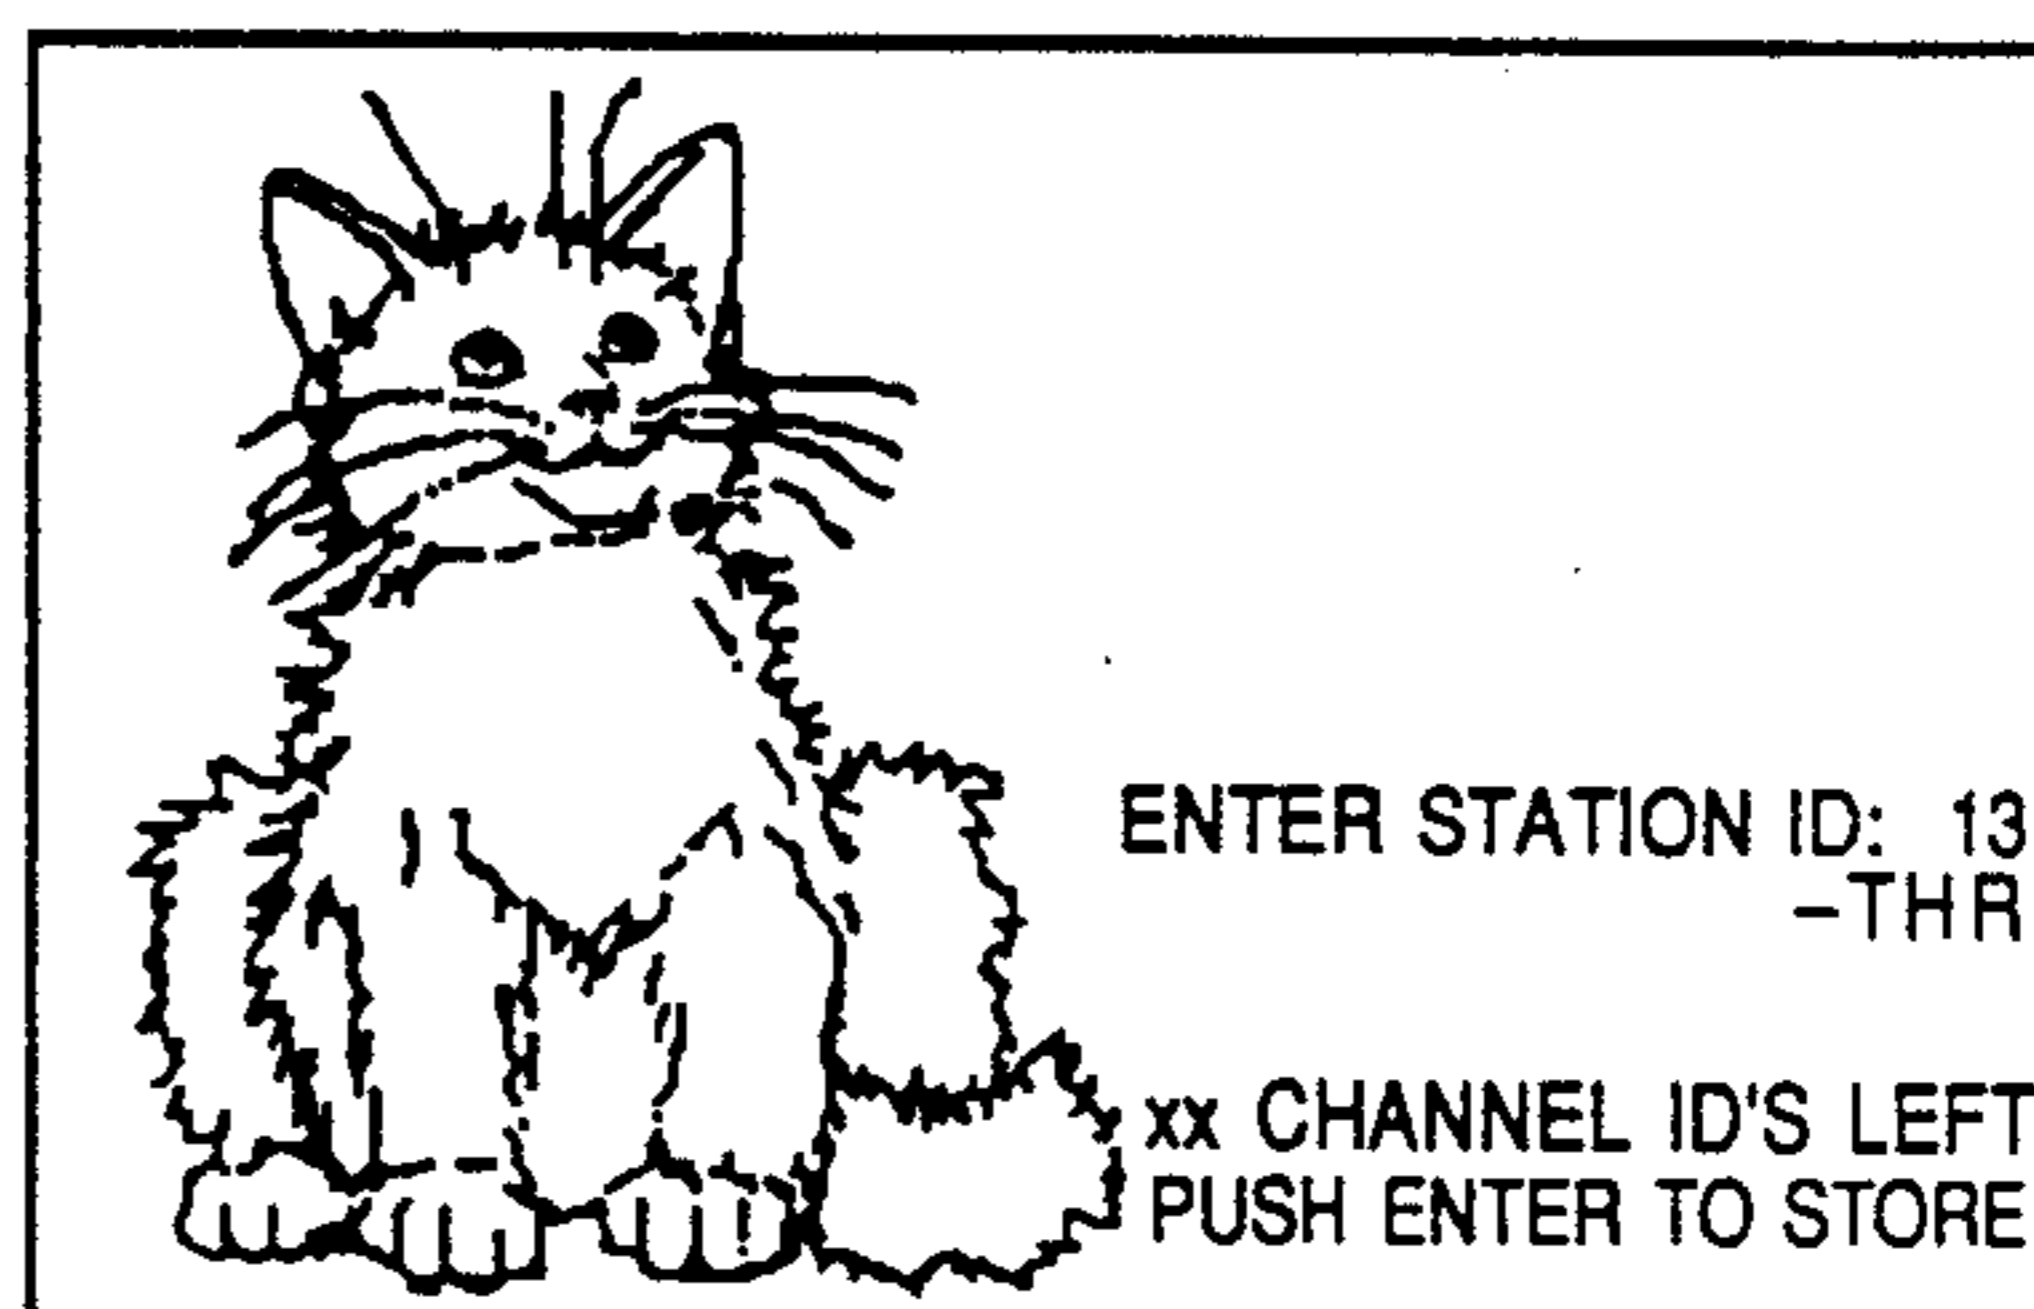 ENTER STATION ID: 13
-THR
xx CHANNEL ID'S LEFT
PUSH ENTER TO STORE